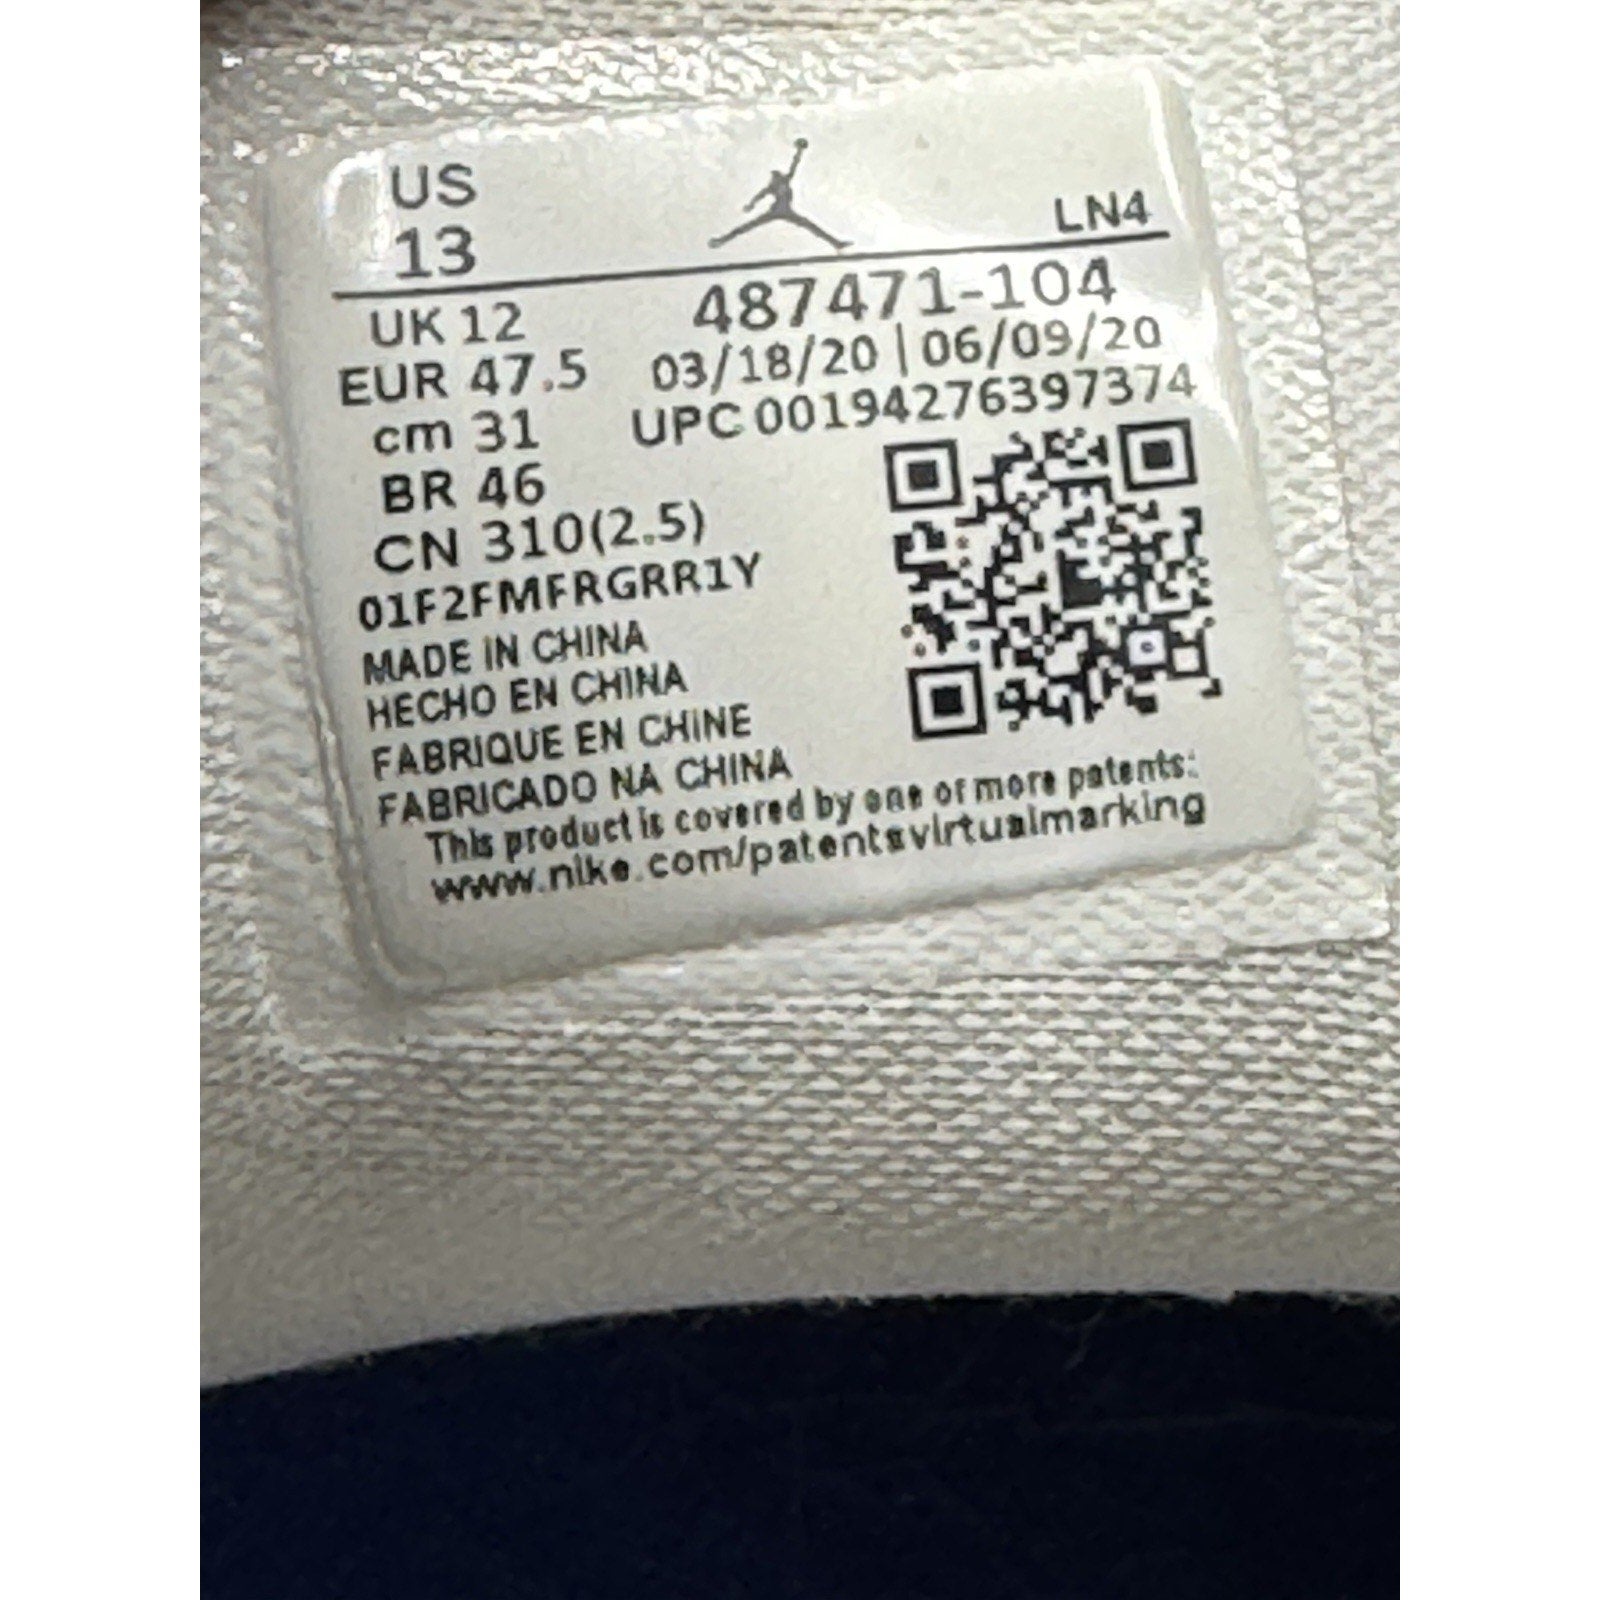 US
13
LN4
UK 12
487471-104
EUR 47.5
03/18/20 | 06/09/20
cm 31
UPC 00194276397374
BR 46
CN 310(2.5)
01F2FMFRGRR1Y
MADE IN CHINA
HECHO EN CHINA
FABRIQUE EN CHINE
FABRICADO NA CHINA
This product is covered by one or more patents:
www.nike.com/patentsvirtualmarking